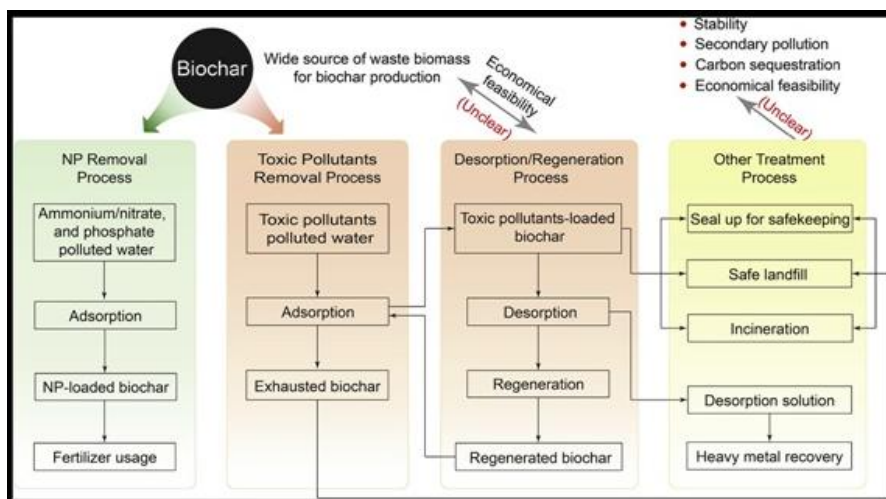 Biochar
Wide source of waste biomass
for biochar production
Economical
feasibility
(Unclear)
• Stability
• Secondary pollution
• Carbon sequestration
• Economical feasibility
(Unclear)
NP Removal
Process
Ammonium/nitrate,
and phosphate
polluted water
Adsorption
NP-loaded biochar
Fertilizer usage
Toxic Pollutants
Removal Process
Toxic pollutants
polluted water
Adsorption
Exhausted biochar
Desorption/Regeneration
Process
Toxic pollutants-loaded
biochar
Desorption
Regeneration
Regenerated biochar
Other Treatment
Process
Seal up for safekeeping
Safe landfill
Incineration
Desorption solution
Heavy metal recovery